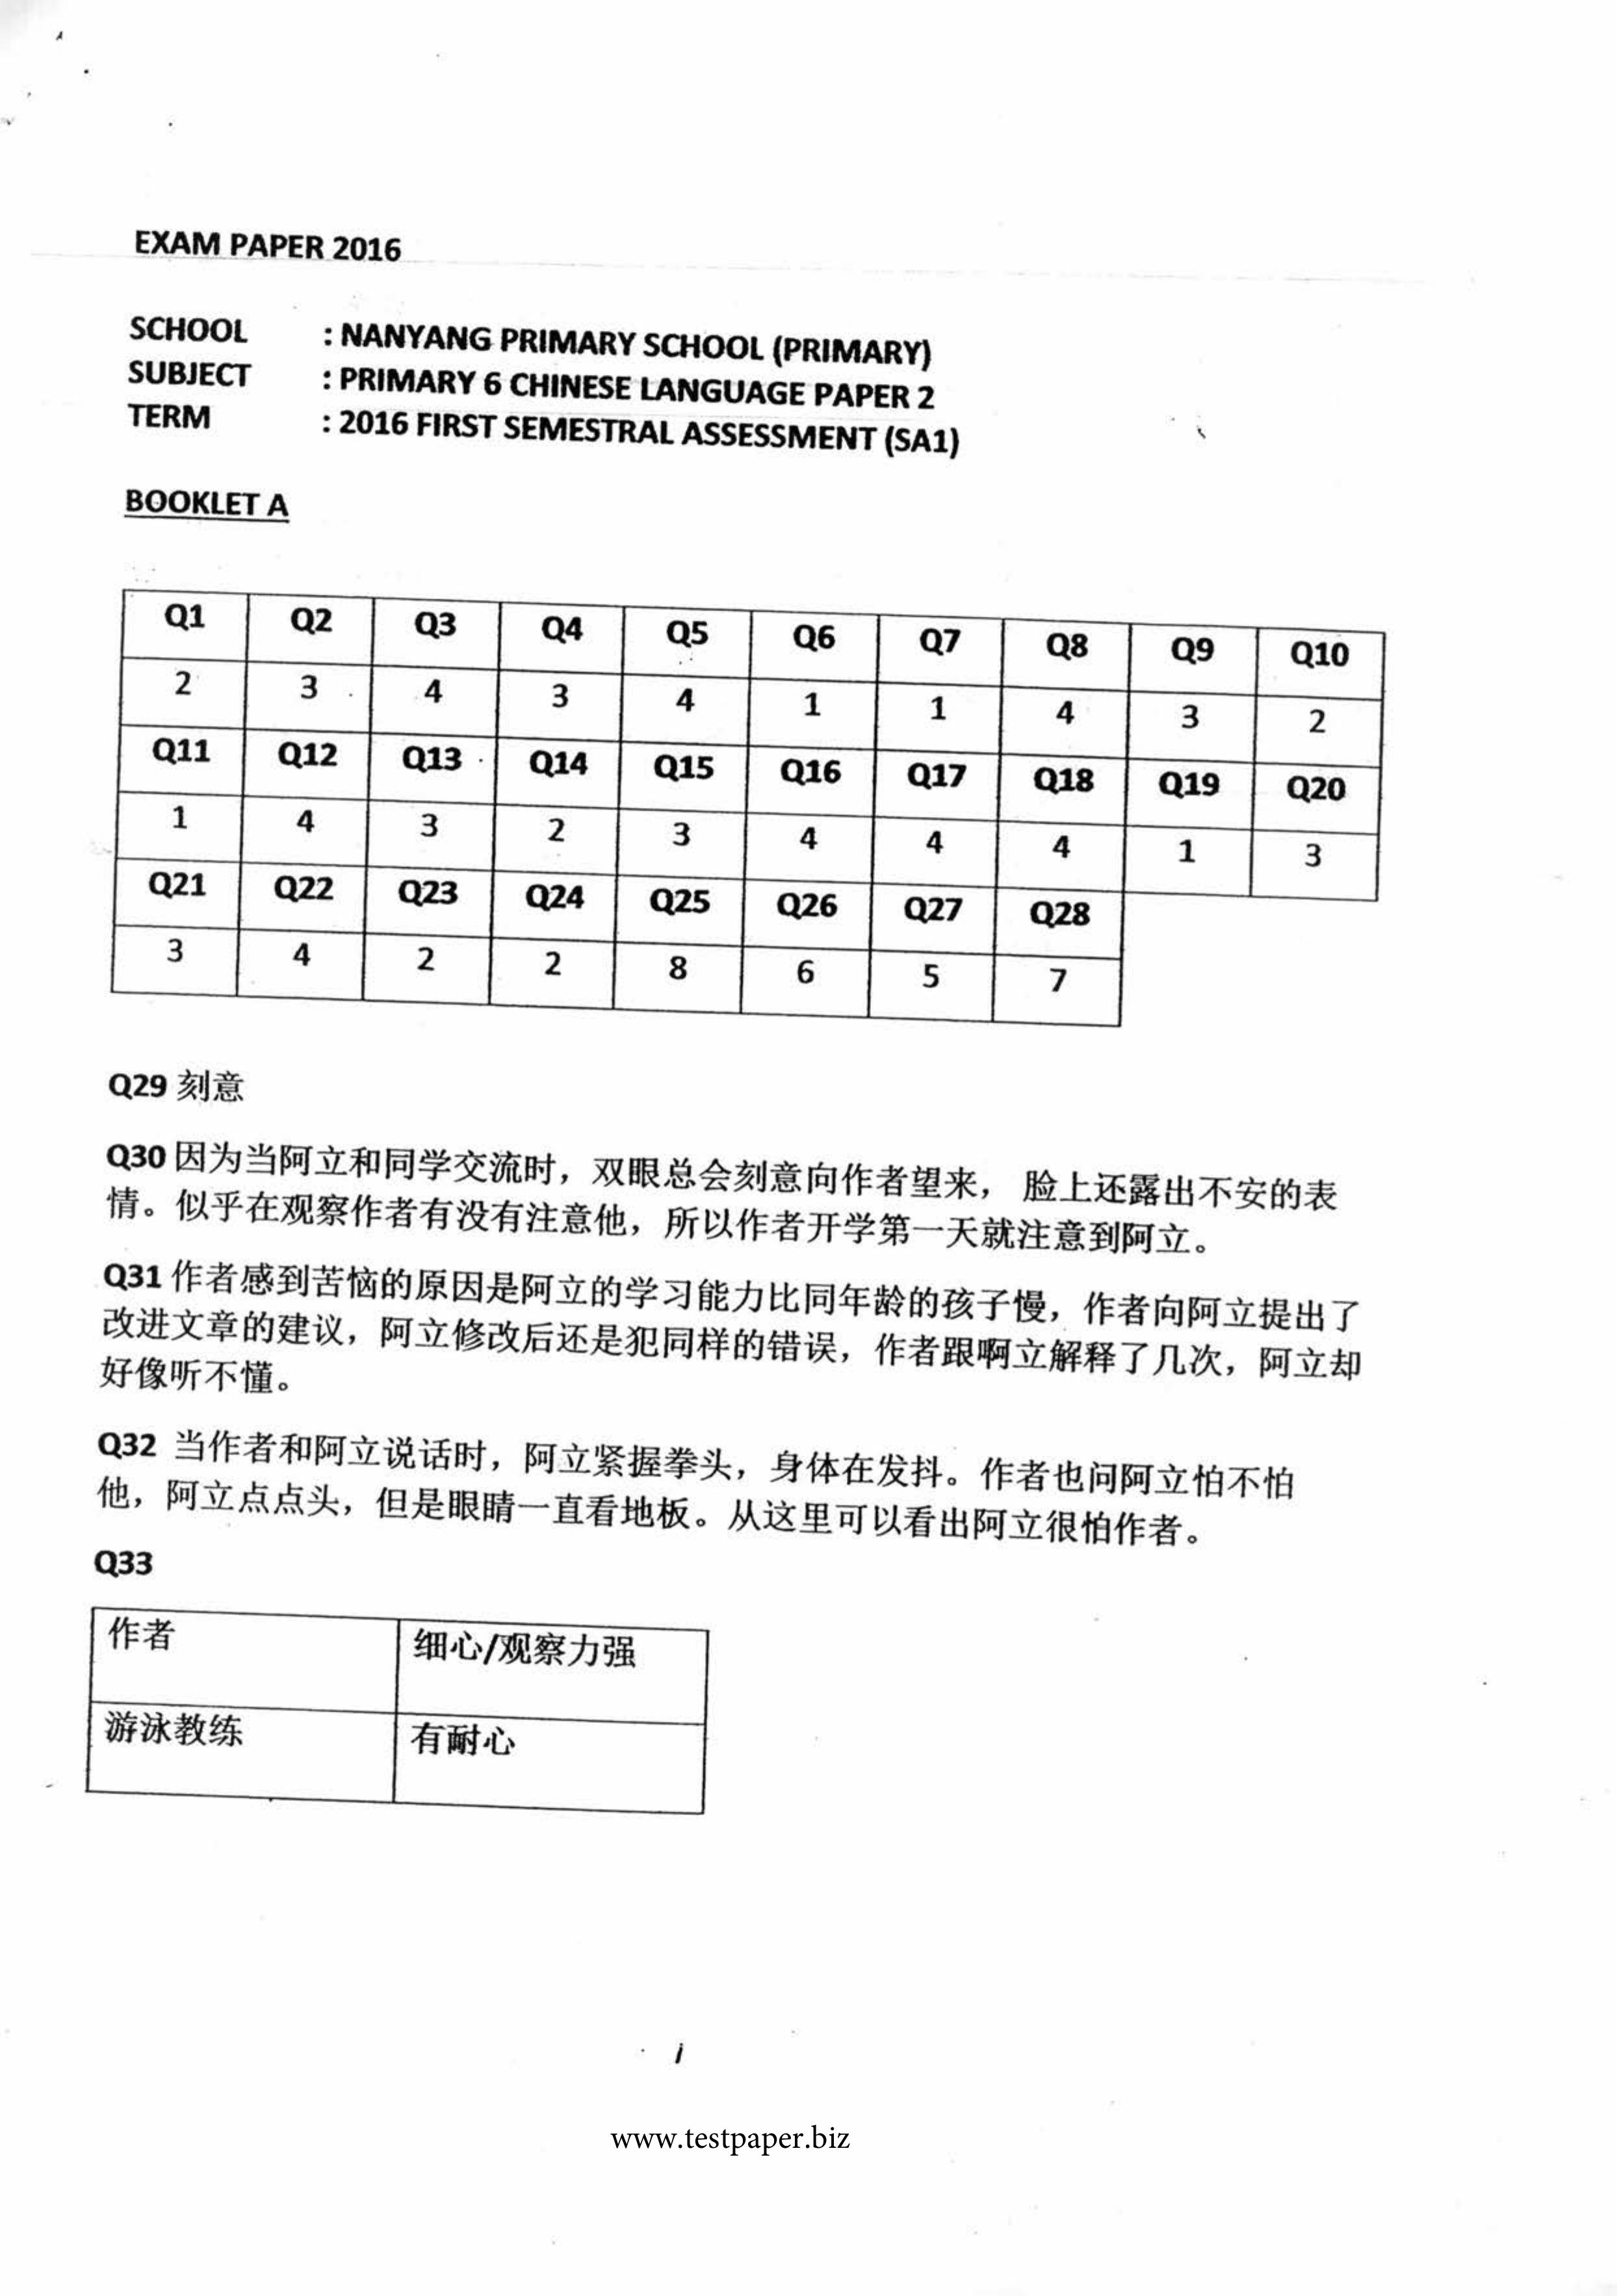 EXAM PAPER 2016
SCHOOL : NANYANG PRIMARY SCHOOL (PRIMARY)
SUBJECT : PRIMARY 6 CHINESE LANGUAGE PAPER 2
TERM : 2016 FIRST SEMESTRAL ASSESSMENT (SA1)
BOOKLET A
Q1 Q2 Q3 Q4 Q5 Q6 Q7 Q8 Q9 Q10
2 3 4 3 4 1 1 4 3 2
Q11 Q12 Q13 Q14 Q15 Q16 Q17 Q18 Q19 Q20
1 4 3 2 3 4 4 4 1 3
Q21 Q22 Q23 Q24 Q25 Q26 Q27 Q28
3 4 2 2 8 6 5 7
Q29 刻意
Q30 因为当阿立和同学交流时，双眼总会刻意向作者望来， 脸上还露出不安的表
情。似乎在观察作者有没有注意他，所以作者开学第一天就注意到阿立。
Q31 作者感到苦恼的原因是阿立的学习能力比同年龄的孩子慢，作者向阿立提出了
改进文章的建议，阿立修改后还是犯同样的错误，作者跟啊立解释了几次，阿立却
好像听不懂。
Q32 当作者和阿立说话时，阿立紧握拳头，身体在发抖。作者也问阿立怕不怕
他，阿立点点头，但是眼睛一直看地板。从这里可以看出阿立很怕作者。
Q33
作者 细心/观察力强
游泳教练 有耐心
i
www.testpaper.biz